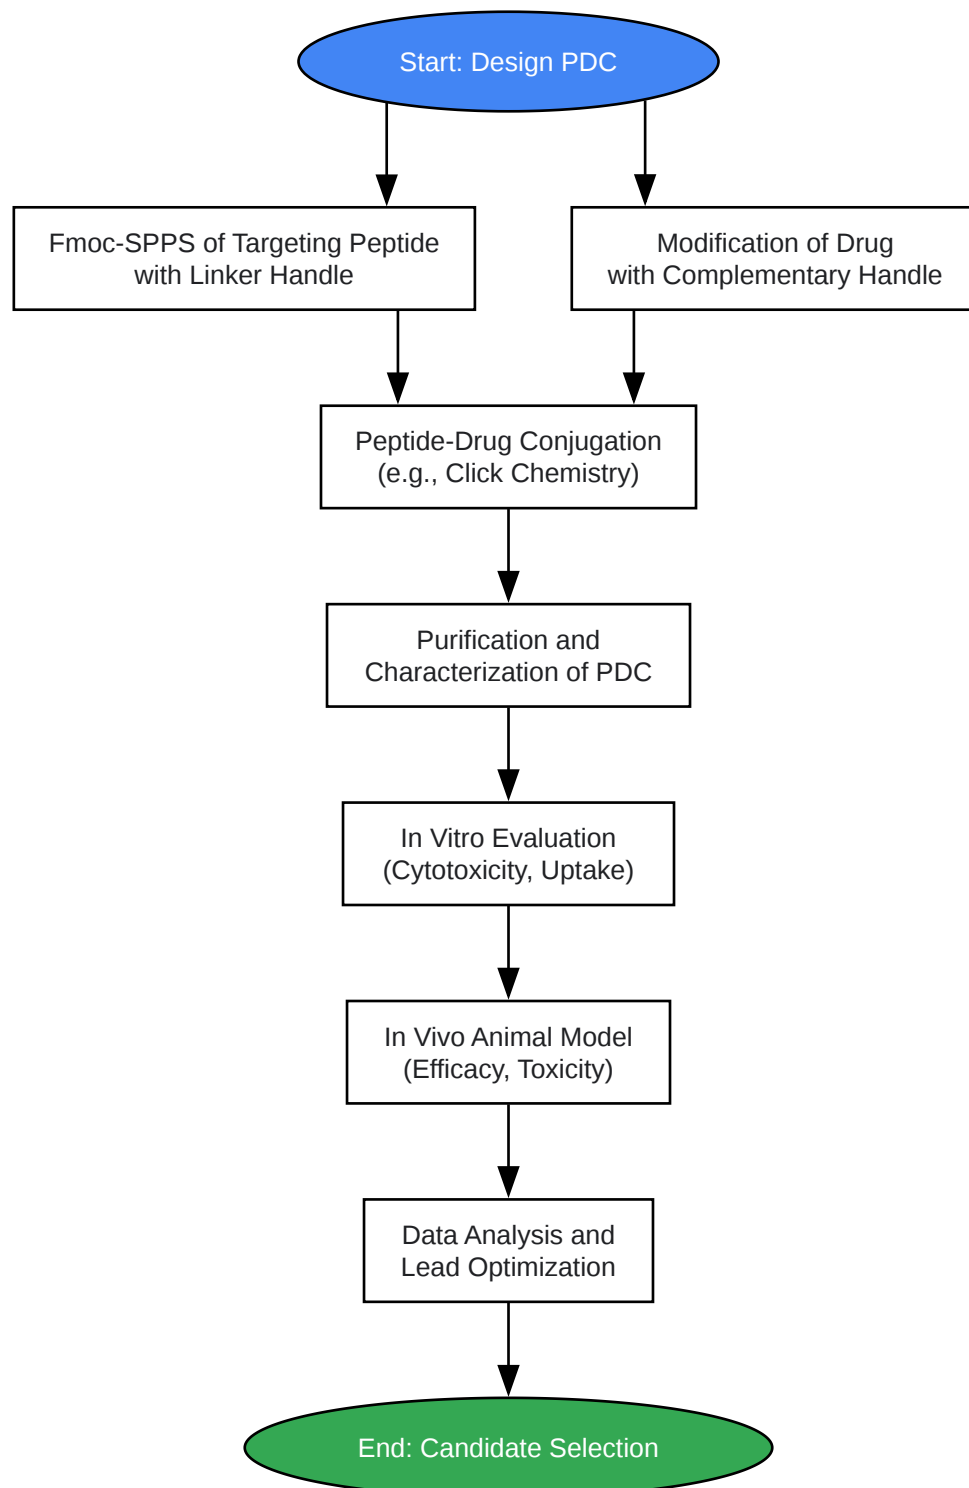 Start: Design PDC
Fmoc-SPPS of Targeting Peptide
with Linker Handle
Modification of Drug
with Complementary Handle
Peptide-Drug Conjugation
(e.g., Click Chemistry)
Purification and
Characterization of PDC
In Vitro Evaluation
(Cytotoxicity, Uptake)
In Vivo Animal Model
(Efficacy, Toxicity)
Data Analysis and
Lead Optimization
End: Candidate Selection